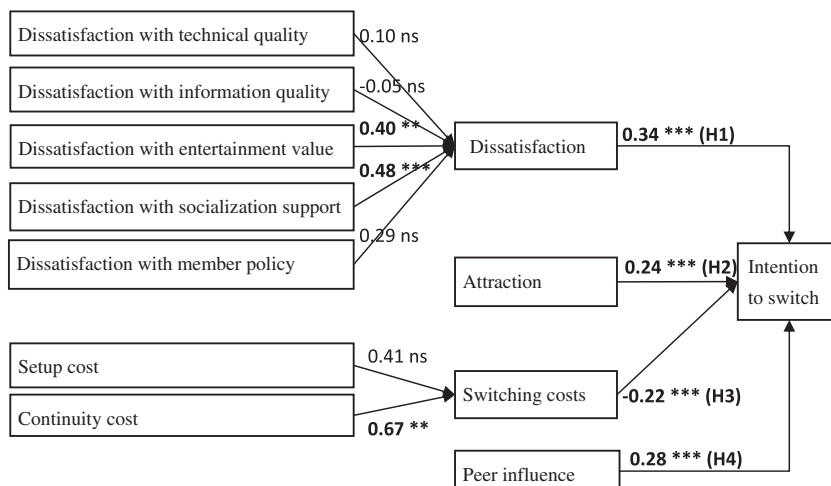 Dissatisfaction with technical quality
0.10 ns
Dissatisfaction with information quality
-0.05 ns
Dissatisfaction with entertainment value
0.40 **
Dissatisfaction
0.34 *** (H1)
Dissatisfaction with socialization support
0.48 ***
Dissatisfaction with member policy
0.29 ns
Attraction
0.24 *** (H2)
Intention
to switch
Setup cost
0.41 ns
Continuity cost
0.67 **
Switching costs
-0.22 *** (H3)
Peer influence
0.28 *** (H4)